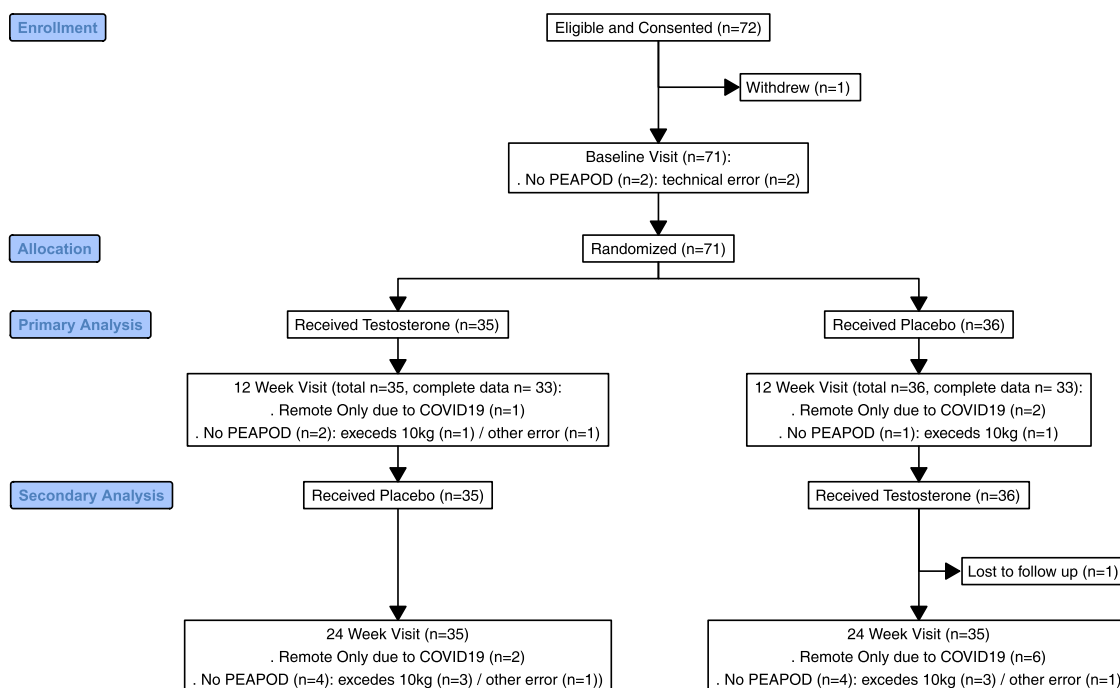 Enrollment
Eligible and Consented (n=72)
Withdrew (n=1)
Baseline Visit (n=71):
. No PEAPOD (n=2): technical error (n=2)
Allocation
Randomized (n=71)
Primary Analysis
Received Testosterone (n=35)
Received Placebo (n=36)
12 Week Visit (total n=35, complete data n= 33):
. Remote Only due to COVID19 (n=1)
. No PEAPOD (n=2): execeds 10kg (n=1) / other error (n=1)
12 Week Visit (total n=36, complete data n= 33):
. Remote Only due to COVID19 (n=2)
. No PEAPOD (n=1): execeds 10kg (n=1)
Secondary Analysis
Received Placebo (n=35)
Received Testosterone (n=36)
Lost to follow up (n=1)
24 Week Visit (n=35)
. Remote Only due to COVID19 (n=2)
. No PEAPOD (n=4): excedes 10kg (n=3) / other error (n=1))
24 Week Visit (n=35)
. Remote Only due to COVID19 (n=6)
. No PEAPOD (n=4): excedes 10kg (n=3) / other error (n=1)